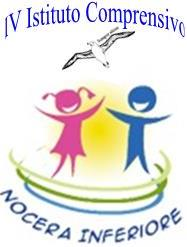 IV Istituto Comprensivo
NOCERA INFERIORE